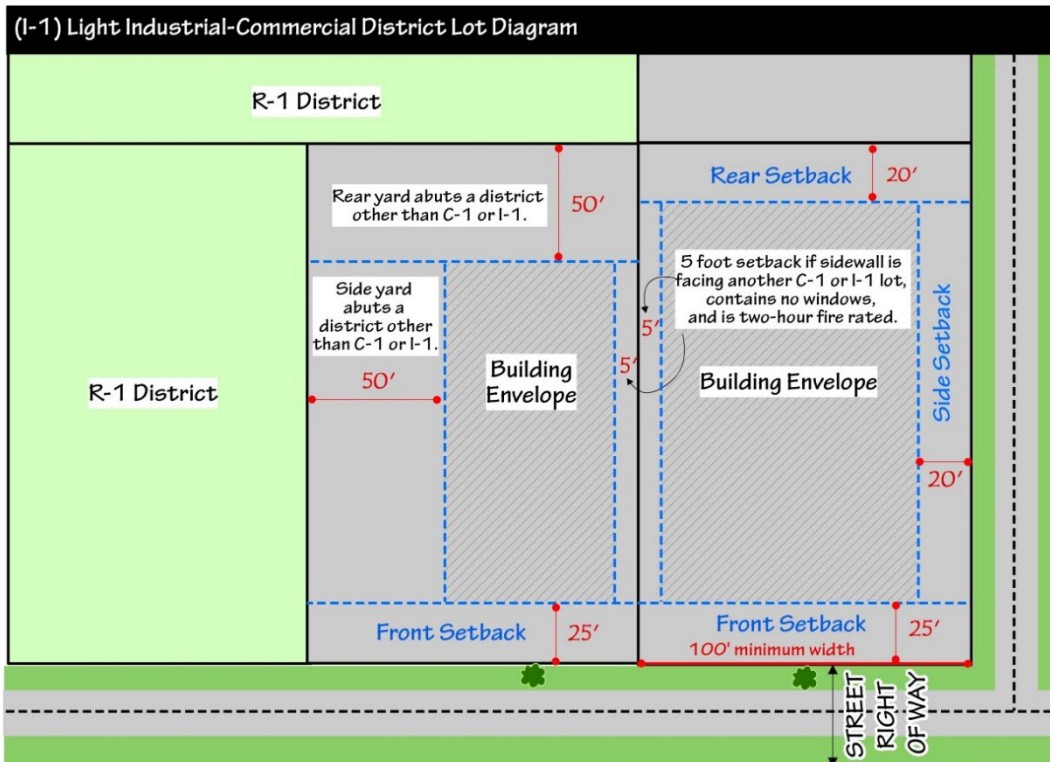 (I-1) Light Industrial-Commercial District Lot Diagram
R-1 District
Rear yard abuts a district
other than C-1 or I-1.
50'
Rear Setback
20'
Side yard
abuts a
district other
than C-1 or I-1.
50'
5 foot setback if sidewall is
facing another C-1 or I-1 lot,
contains no windows,
and is two-hour fire rated.
5'
5'
R-1 District
Building
Envelope
Building Envelope
Side Setback
20'
Front Setback
25'
Front Setback
25'
100' minimum width
STREET
RIGHT
OF WAY